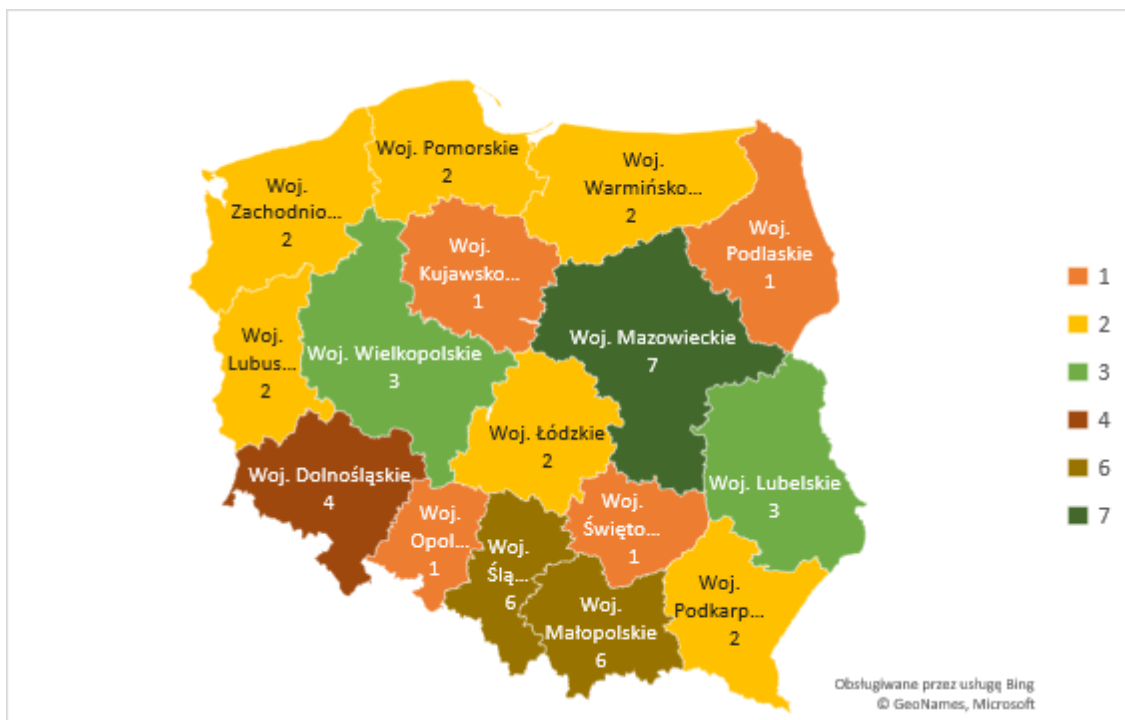 Woj. Pomorskie
2
Woj.
Warmińsko...
2
Woj.
Zachodnio...
2
Woj.
Podlaskie
1
Woj.
Kujawsko...
1
Woj. Mazowieckie
7
Woj.
Lubus...
2
Woj. Wielkopolskie
3
Woj. Łódzkie
2
Woj. Dolnośląskie
4
Woj. Lubelskie
3
Woj.
Opol...
1
Woj.
Ślą...
6
Woj.
Święto...
1
Woj.
Małopolskie
6
Woj.
Podkarp...
2
1
2
3
4
6
7
Obsługiwane przez usługę Bing
© GeoNames, Microsoft